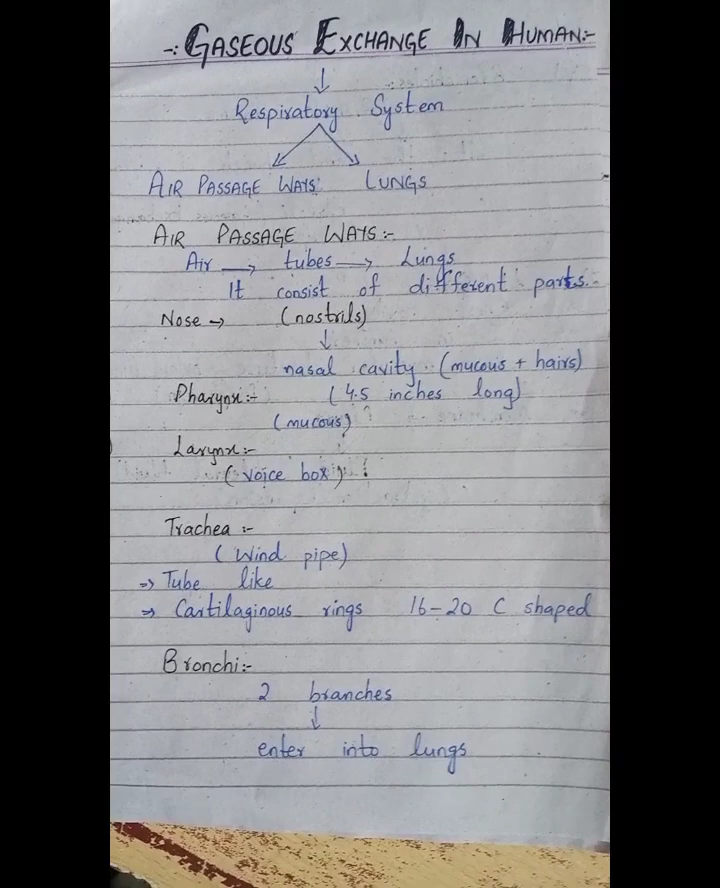 -: GASEOUS EXCHANGE IN HUMAN:-
Respiratory System
AIR PASSAGE WAYS LUNGS
AIR PASSAGE WAYS:-
Air → tubes → Lungs
It consist of different parts.
Nose → (nostrils)
↓
nasal cavity (mucous + hairs)
Pharynx:- (4.5 inches long)
(mucous)
Larynx:-
(voice box)
Trachea :-
(Wind pipe)
⇒ Tube like
⇒ Cartilaginous rings 16-20 C shaped
Bronchi:-
2 branches
↓
enter into lungs